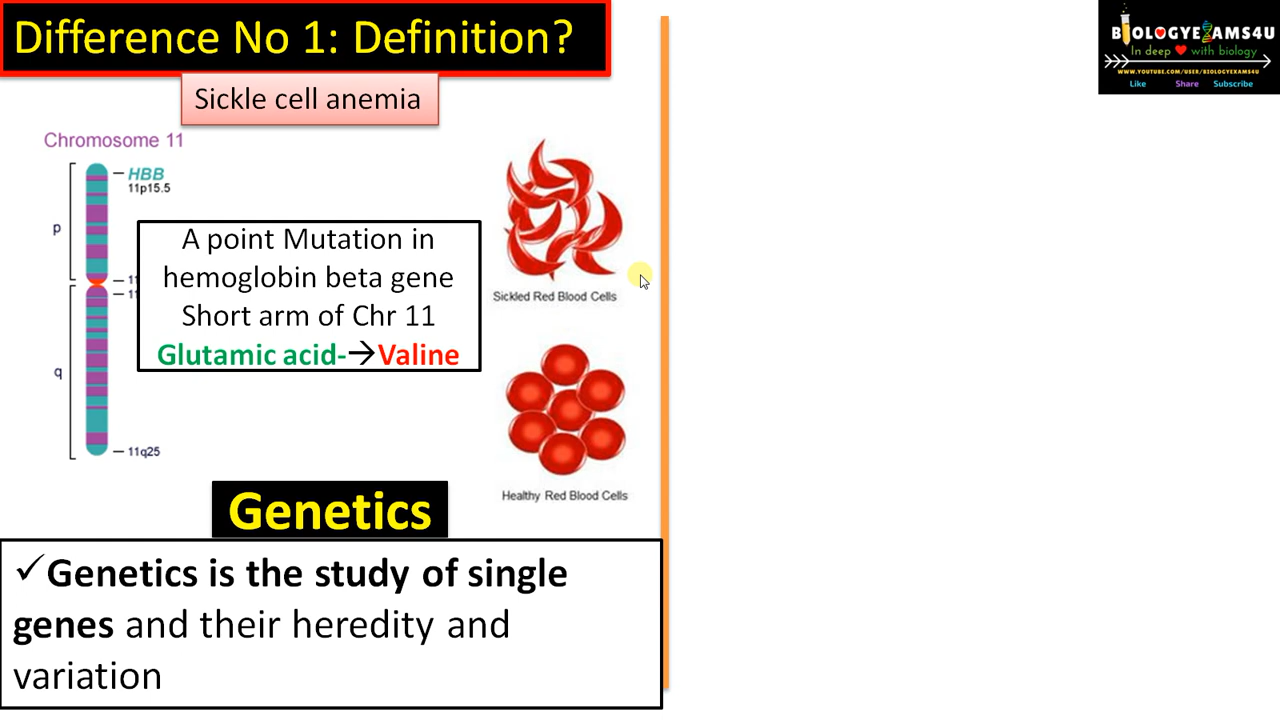 Difference No 1: Definition?
Sickle cell anemia
BIOLOGYEXAMS4U
In deep with biology
WWW.YOUTUBE.COM/USER/BIOLOGYEXAMS4U
Like Share Subscribe
Chromosome 11
HBB
11p15.5
p
11
11
q
11q25
A point Mutation in
hemoglobin beta gene
Short arm of Chr 11
Glutamic acid-→Valine
Sickled Red Blood Cells
Healthy Red Blood Cells
Genetics
✓Genetics is the study of single
genes and their heredity and
variation